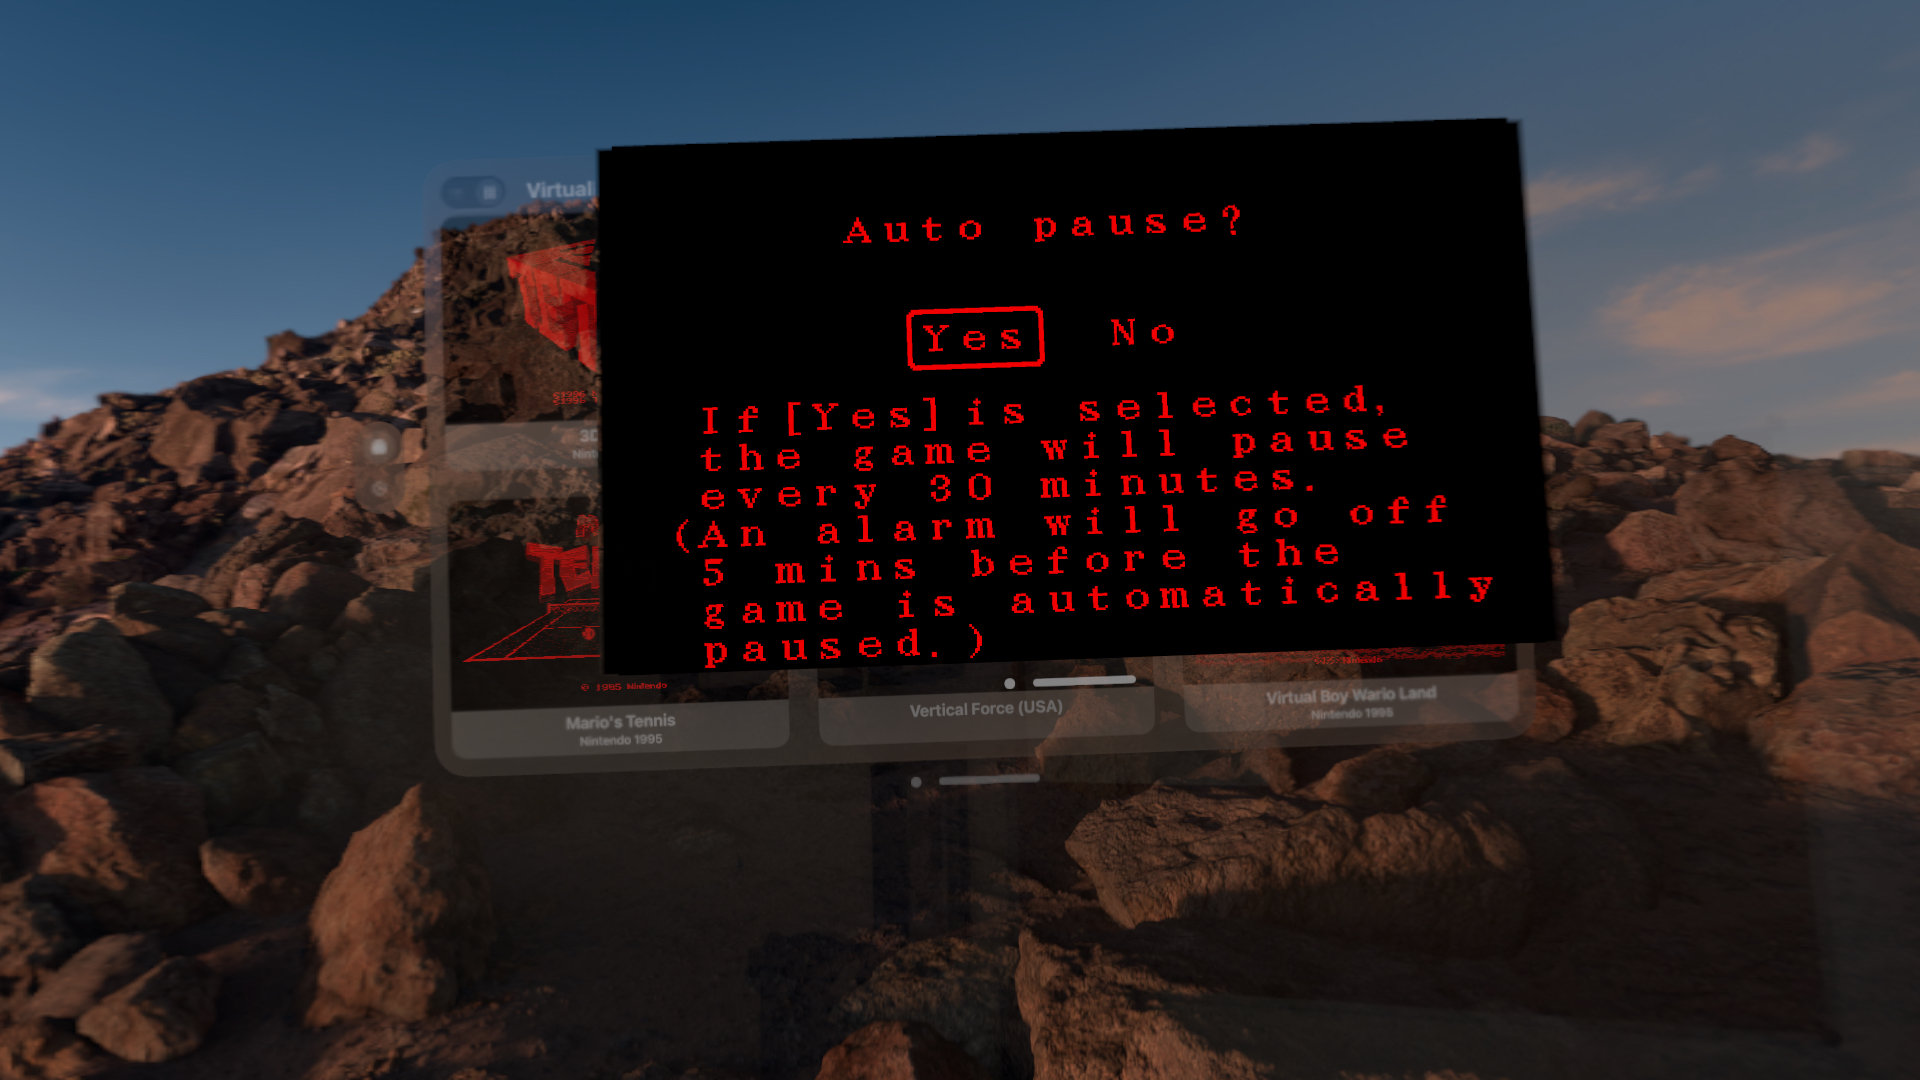 Virtual
Auto pause?
Yes No
If [Yes] is selected,
the game will pause
every 30 minutes.
(An alarm will go off
5 mins before the
game is automatically
paused.)
© 1995 Nintendo
Mario's Tennis
Nintendo 1995
Vertical Force (USA)
Virtual Boy Wario Land
Nintendo 1995